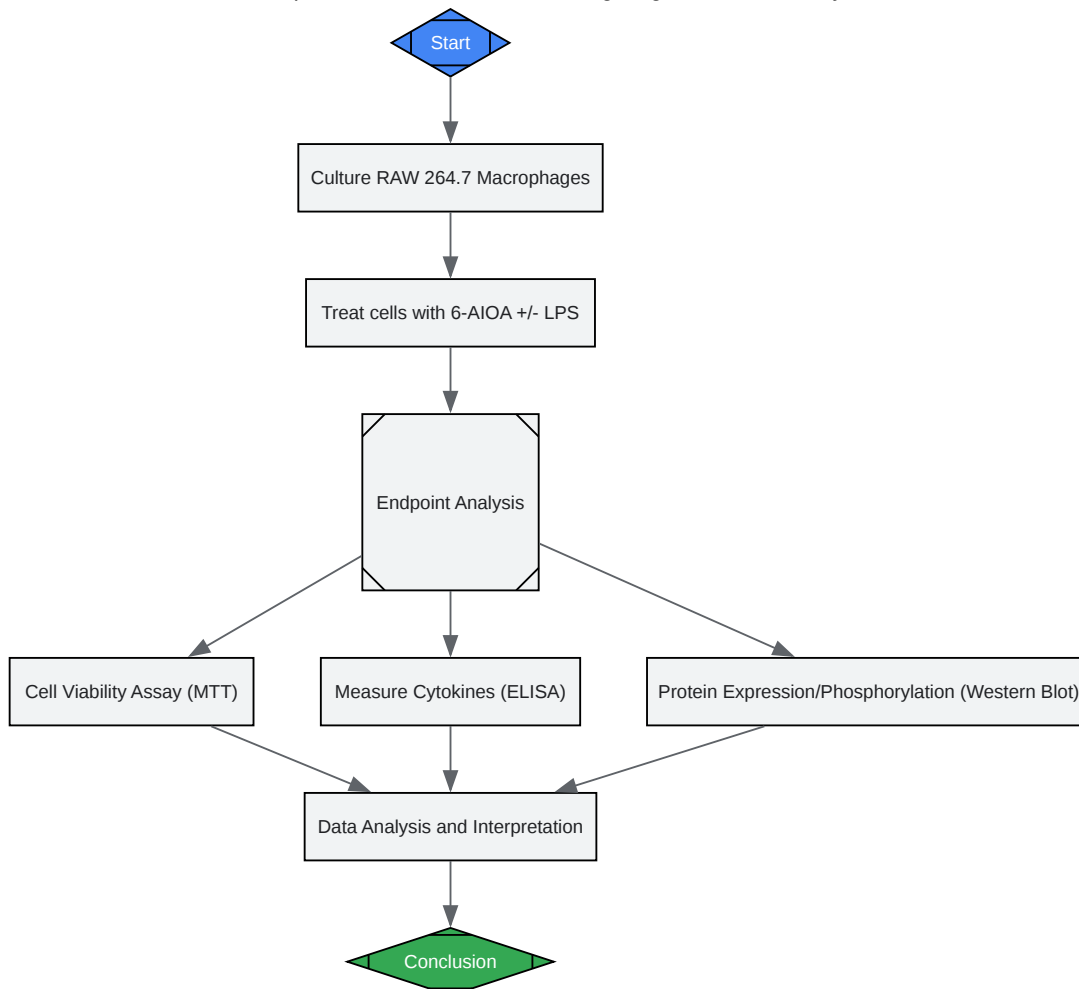 Start
Culture RAW 264.7 Macrophages
Treat cells with 6-AIOA +/- LPS
Endpoint Analysis
Cell Viability Assay (MTT)
Measure Cytokines (ELISA)
Protein Expression/Phosphorylation (Western Blot)
Data Analysis and Interpretation
Conclusion